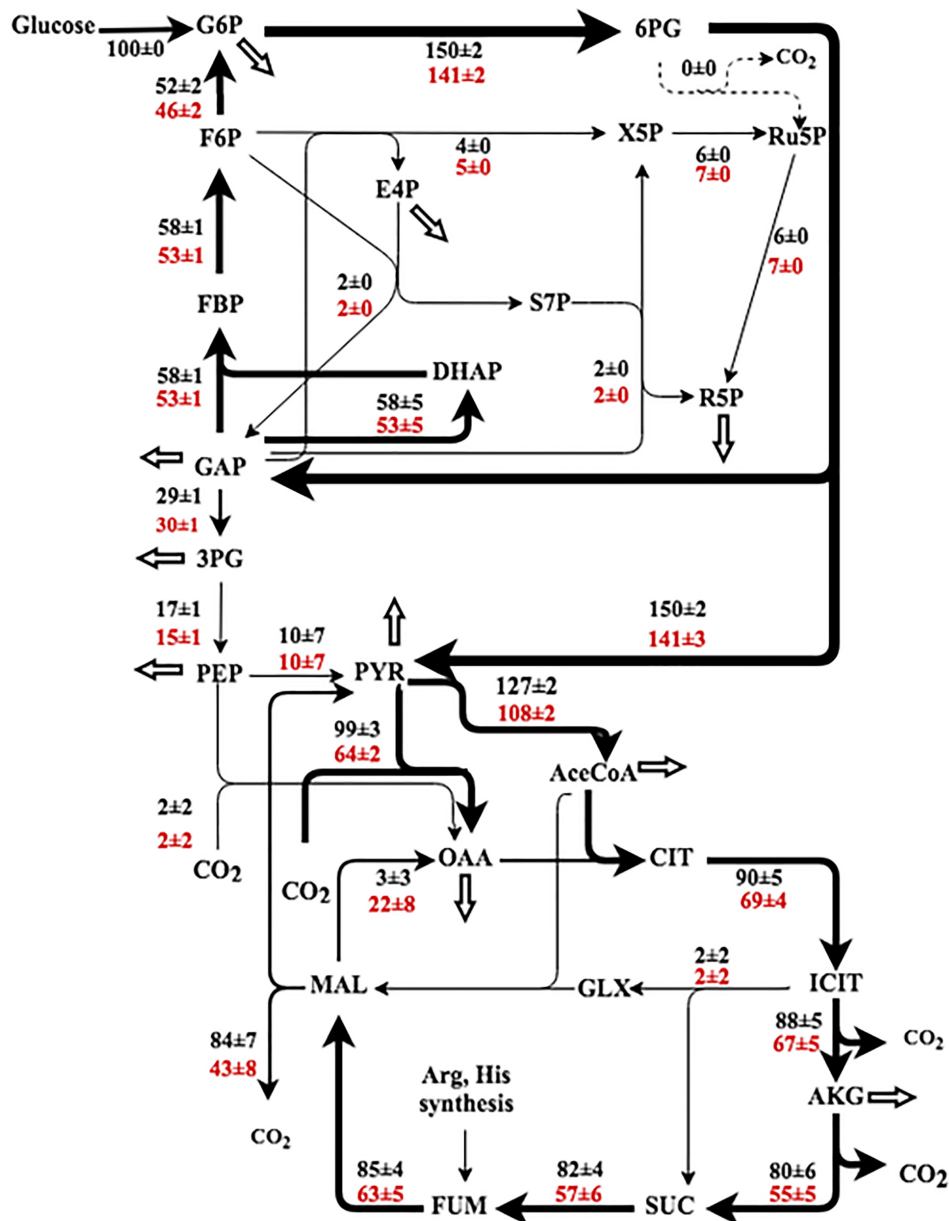 Glucose
100±0
G6P
150±2
141±2
6PG
0±0
CO2
52±2
46±2
F6P
4±0
5±0
X5P
6±0
7±0
Ru5P
E4P
58±1
53±1
2±0
2±0
6±0
7±0
FBP
S7P
58±1
53±1
DHAP
58±5
53±5
2±0
2±0
R5P
GAP
29±1
30±1
3PG
17±1
15±1
10±7
10±7
150±2
141±3
PEP
PYR
127±2
108±2
99±3
64±2
AceCoA
2±2
2±2
CO2
CO2
3±3
22±8
OAA
CIT
90±5
69±4
MAL
GLX
2±2
2±2
ICIT
84±7
43±8
88±5
67±5
CO2
Arg, His
synthesis
AKG
CO2
85±4
63±5
FUM
82±4
57±6
SUC
80±6
55±5
CO2